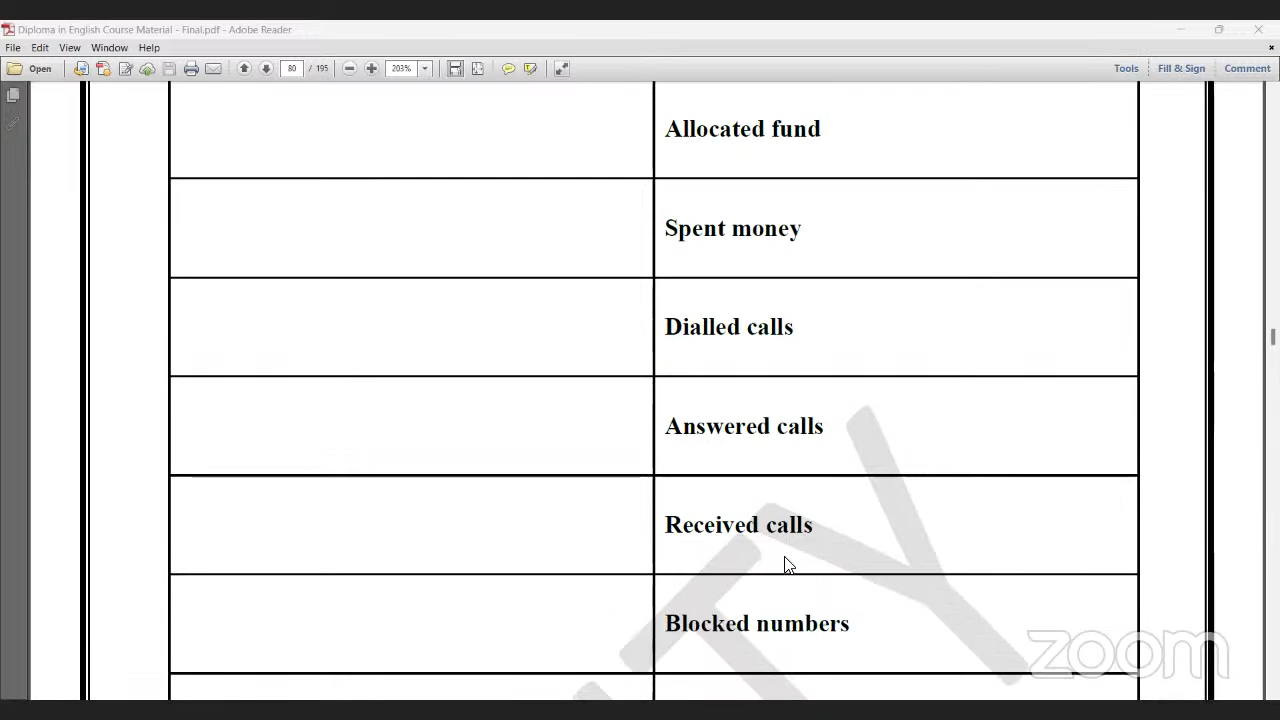 Diploma in English Course Material - Final.pdf - Adobe Reader
File Edit View Window Help
Open 80 / 195 203% Tools Fill & Sign Comment
Allocated fund
Spent money
Dialled calls
Answered calls
Received calls
Blocked numbers
TY
zoom